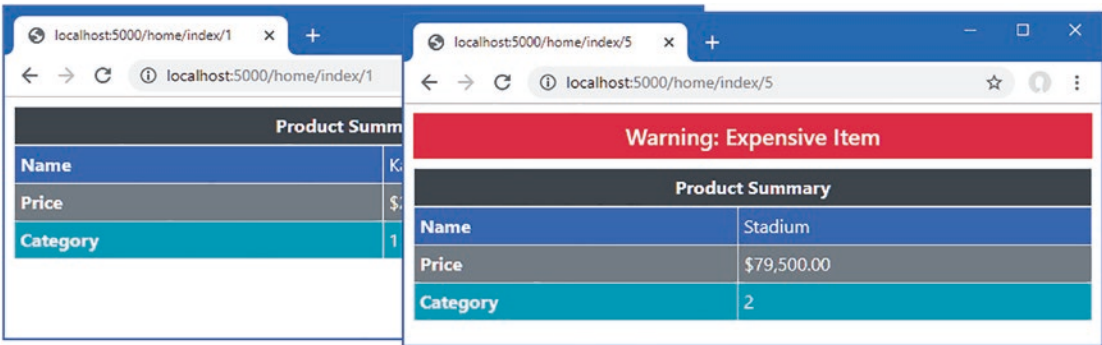 localhost:5000/home/index/1
localhost:5000/home/index/1
Product Summ
Name
Price
Category 1
localhost:5000/home/index/5
localhost:5000/home/index/5
Warning: Expensive Item
Product Summary
Name Stadium
Price $79,500.00
Category 2